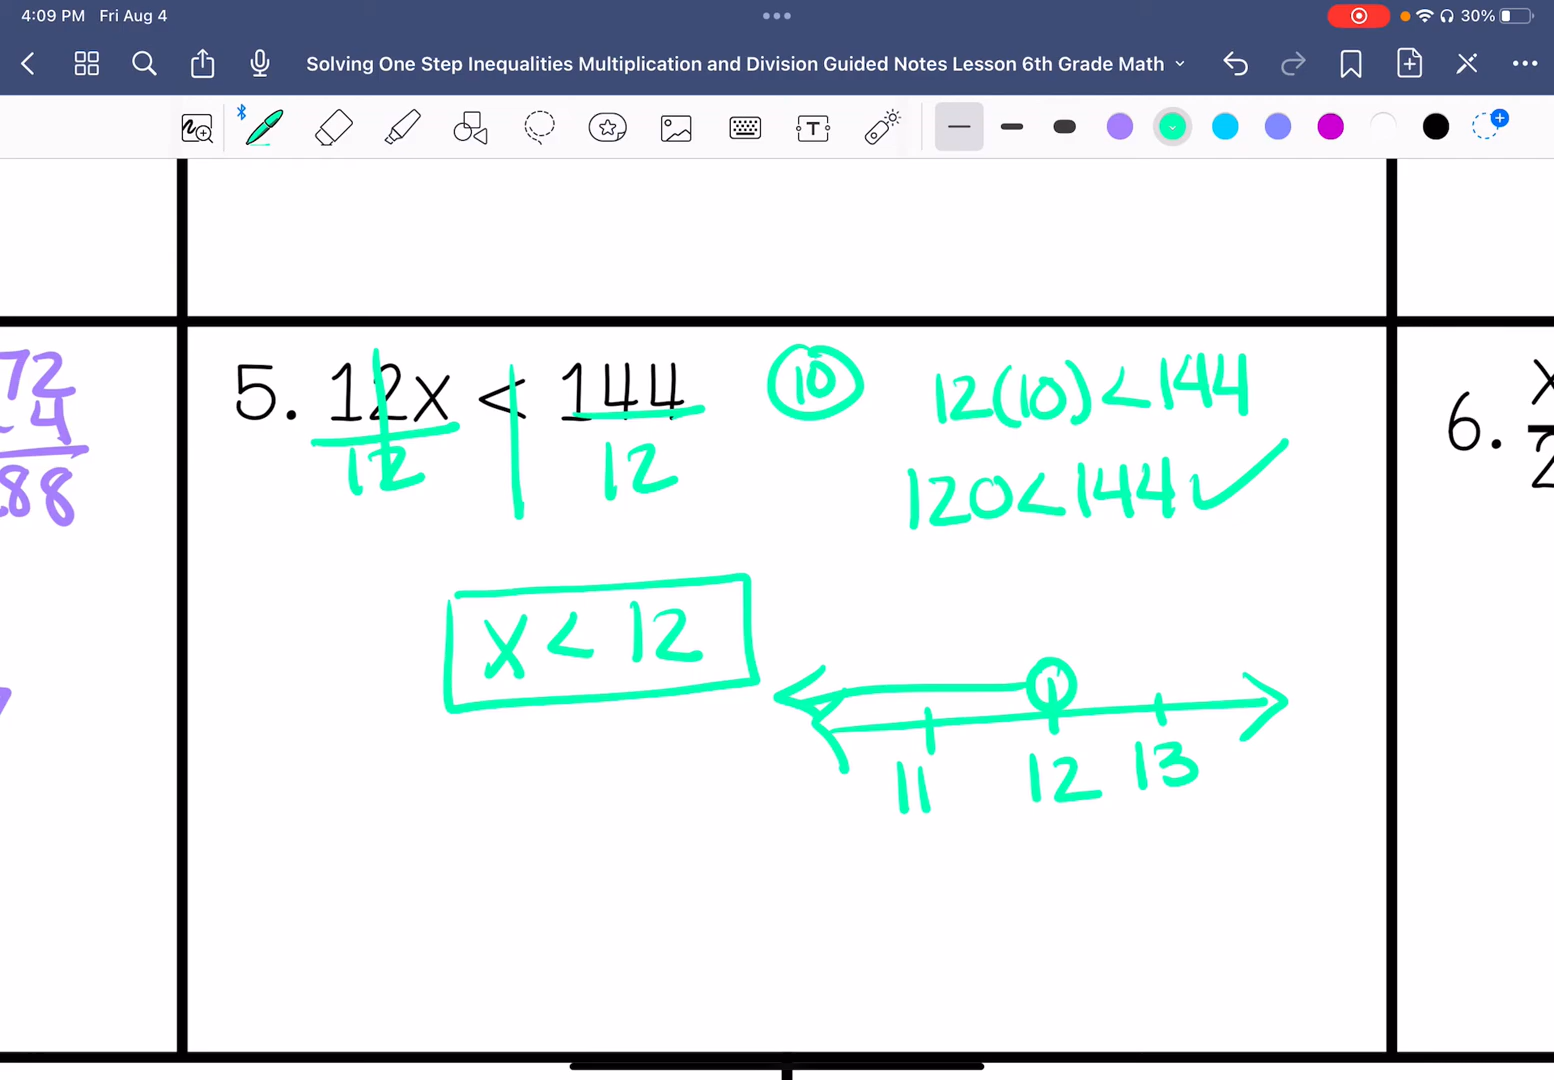 4:09 PM Fri Aug 4
30%
Solving One Step Inequalities Multiplication and Division Guided Notes Lesson 6th Grade Math
72
4
88
5. 12x < 144
12 12
10
12(10) < 144
120 < 144 ✓
x < 12
11 12 13
6. x
2